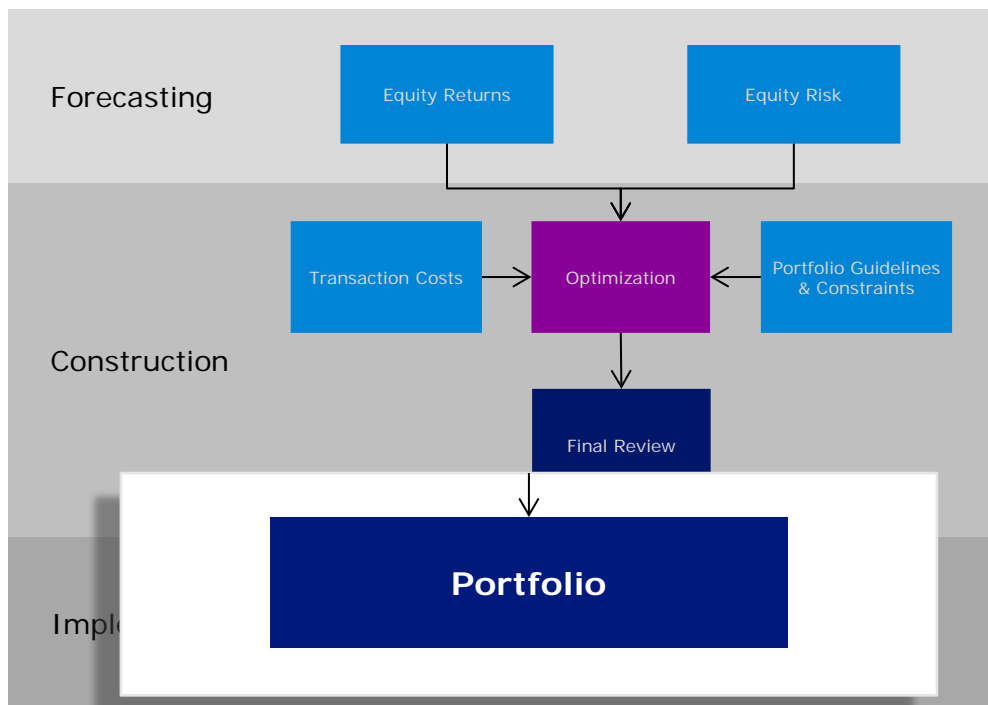 Forecasting
Equity Returns
Equity Risk
Transaction Costs
Optimization
Portfolio Guidelines
& Constraints
Construction
Final Review
Portfolio